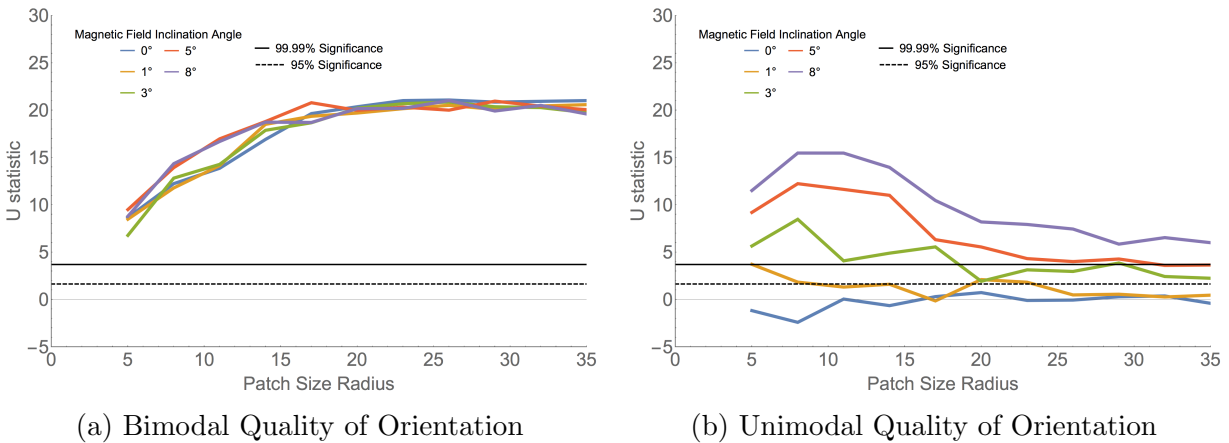 Magnetic Field Inclination Angle
0° 5° 99.99% Significance
1° 8° 95% Significance
3°
U statistic
30
25
20
15
10
5
0
−5
0 5 10 15 20 25 30 35
Patch Size Radius
(a) Bimodal Quality of Orientation
Magnetic Field Inclination Angle
0° 5° 99.99% Significance
1° 8° 95% Significance
3°
U statistic
30
25
20
15
10
5
0
−5
0 5 10 15 20 25 30 35
Patch Size Radius
(b) Unimodal Quality of Orientation